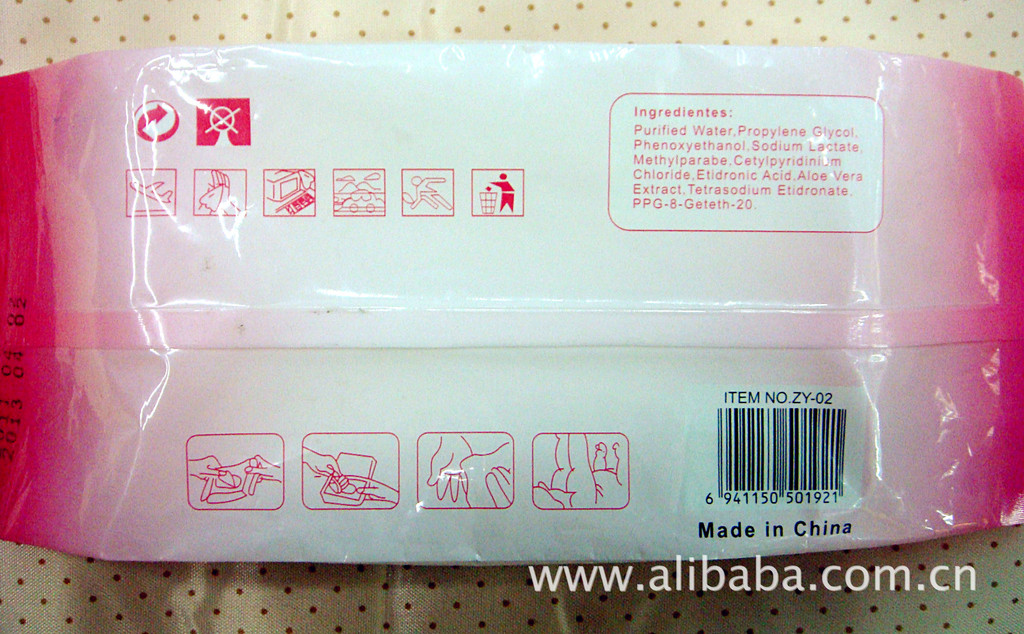 Ingredientes:
Purified Water,Propylene Glycol,
Phenoxyethanol,Sodium Lactate,
Methylparabe,Cetylpyridinium
Chloride,Etidronic Acid,Aloe Vera
Extract,Tetrasodium Etidronate.
PPG-8-Geteth-20.
ITEM NO.ZY-02
6 941150 501921
Made in China
www.alibaba.com.cn